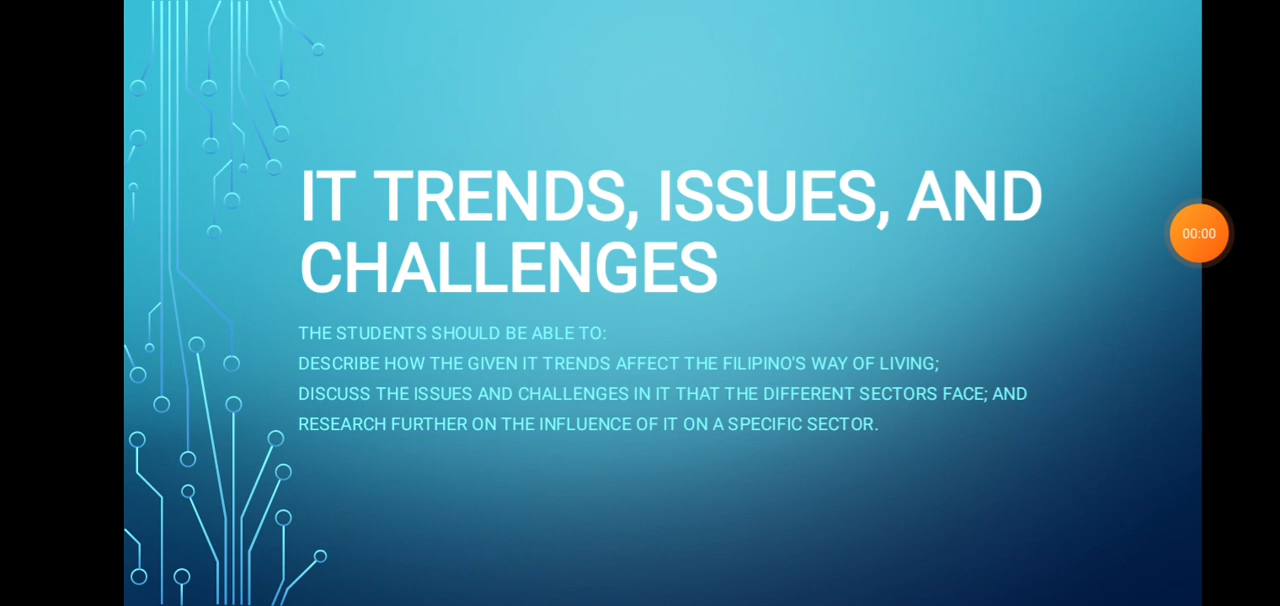 IT TRENDS, ISSUES, AND
CHALLENGES
THE STUDENTS SHOULD BE ABLE TO:
DESCRIBE HOW THE GIVEN IT TRENDS AFFECT THE FILIPINO'S WAY OF LIVING;
DISCUSS THE ISSUES AND CHALLENGES IN IT THAT THE DIFFERENT SECTORS FACE; AND
RESEARCH FURTHER ON THE INFLUENCE OF IT ON A SPECIFIC SECTOR.
00:00